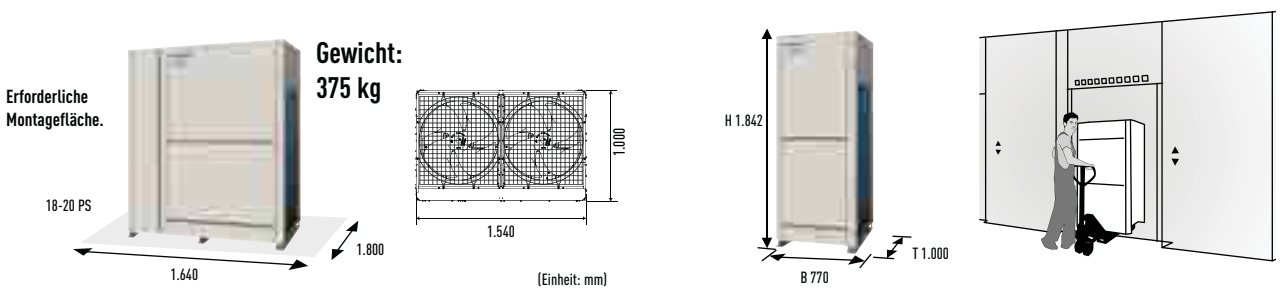 Erforderliche
Montagefläche.
Gewicht:
375 kg
18-20 PS
1.640
1.800
1.000
1.540
(Einheit: mm)
H 1.842
B 770
T 1.000